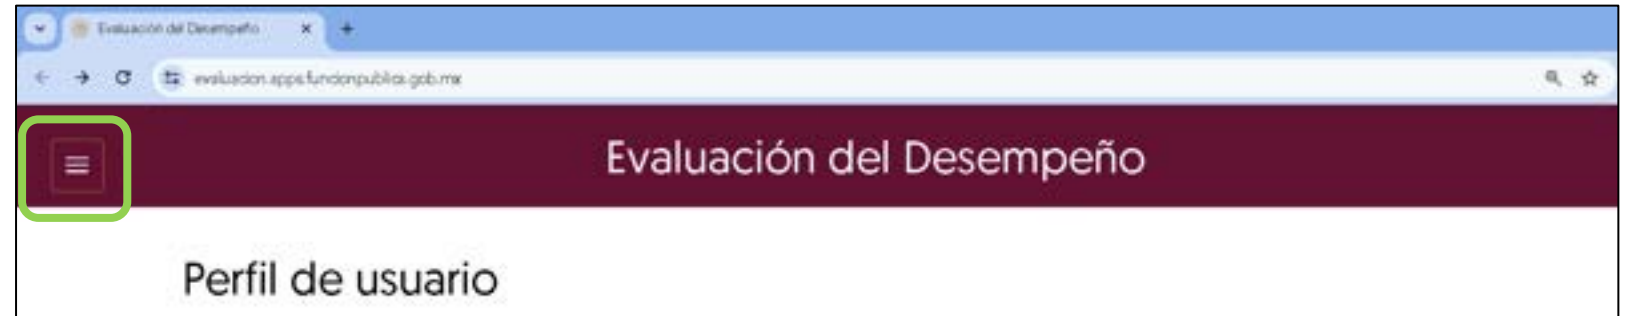 Evaluación del Desempeño
evaluacion.apps.funcionpublica.gob.mx
Evaluación del Desempeño
Perfil de usuario